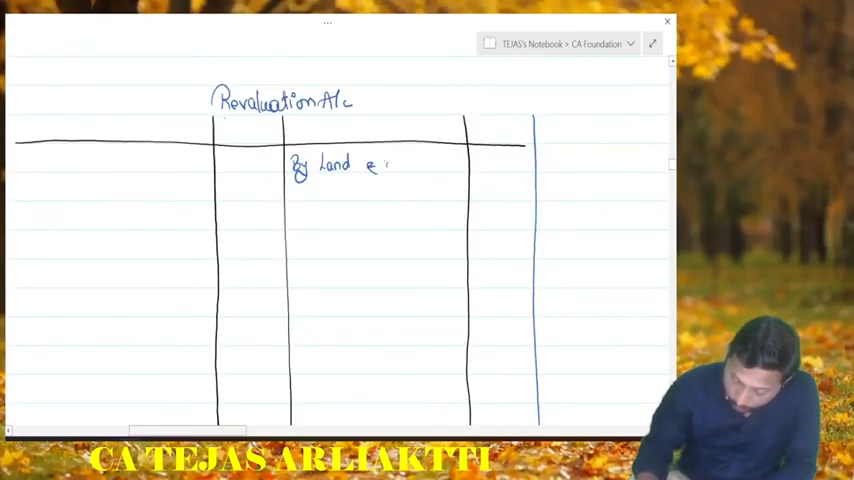 TEJAS's Notebook > CA Foundation
Revaluation A/c
By Land &
CA TEJAS ARLIAKTTI